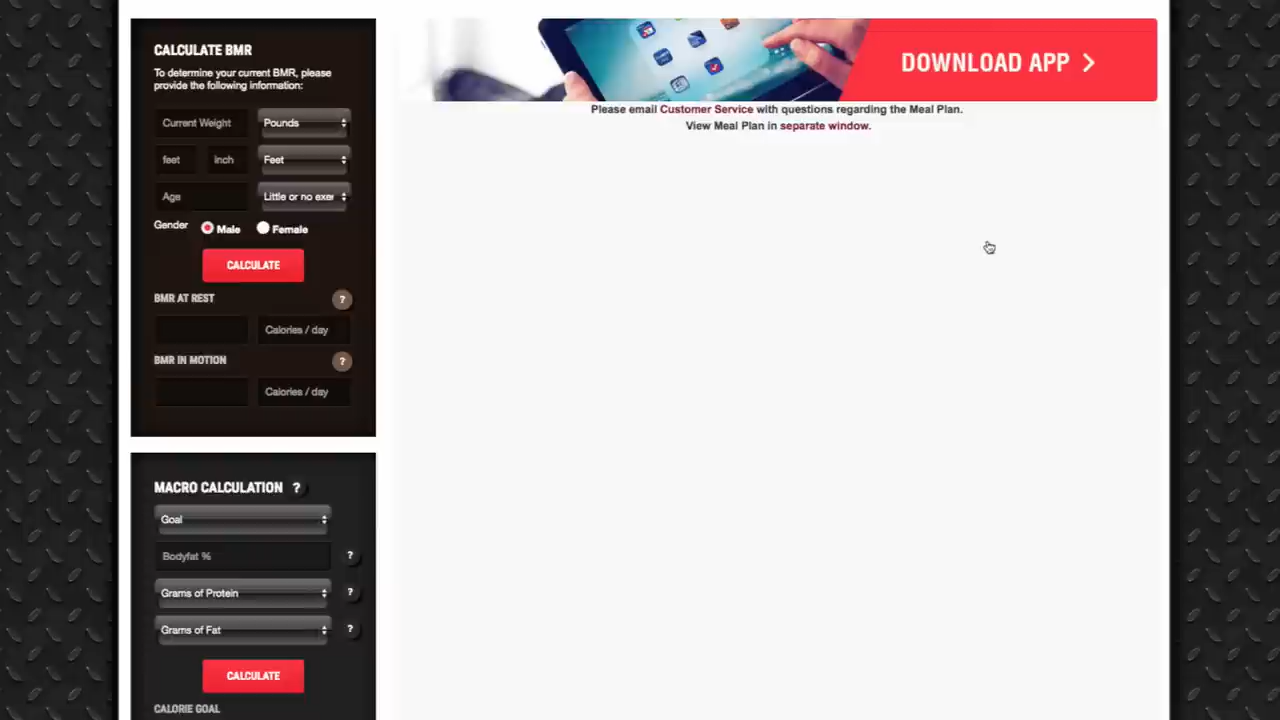 CALCULATE BMR
To determine your current BMR, please
provide the following information:
Current Weight Pounds
feet inch Feet
Age Little or no exer
Gender Male Female
CALCULATE
BMR AT REST ?
Calories / day
BMR IN MOTION ?
Calories / day
MACRO CALCULATION ?
Goal
Bodyfat % ?
Grams of Protein ?
Grams of Fat ?
CALCULATE
CALORIE GOAL
DOWNLOAD APP >
Please email Customer Service with questions regarding the Meal Plan.
View Meal Plan in separate window.